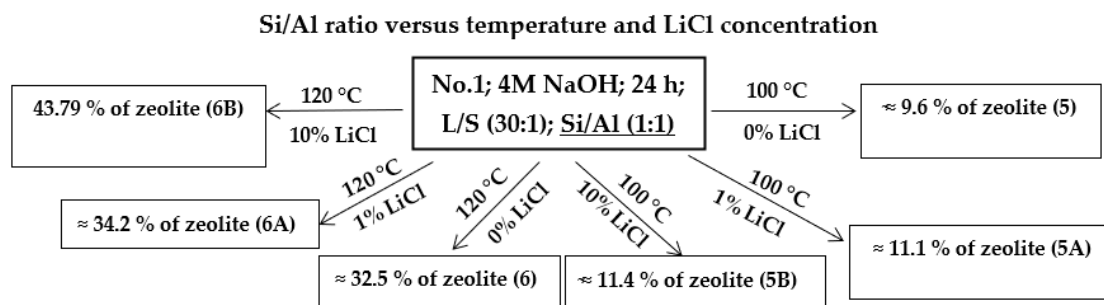 Si/Al ratio versus temperature and LiCl concentration
43.79 % of zeolite (6B)
120 °C
10% LiCl
No.1; 4M NaOH; 24 h;
L/S (30:1); Si/Al (1:1)
100 °C
0% LiCl
≈ 9.6 % of zeolite (5)
120 °C
1% LiCl
120 °C
0% LiCl
100 °C
10% LiCl
100 °C
1% LiCl
≈ 34.2 % of zeolite (6A)
≈ 32.5 % of zeolite (6)
≈ 11.4 % of zeolite (5B)
≈ 11.1 % of zeolite (5A)